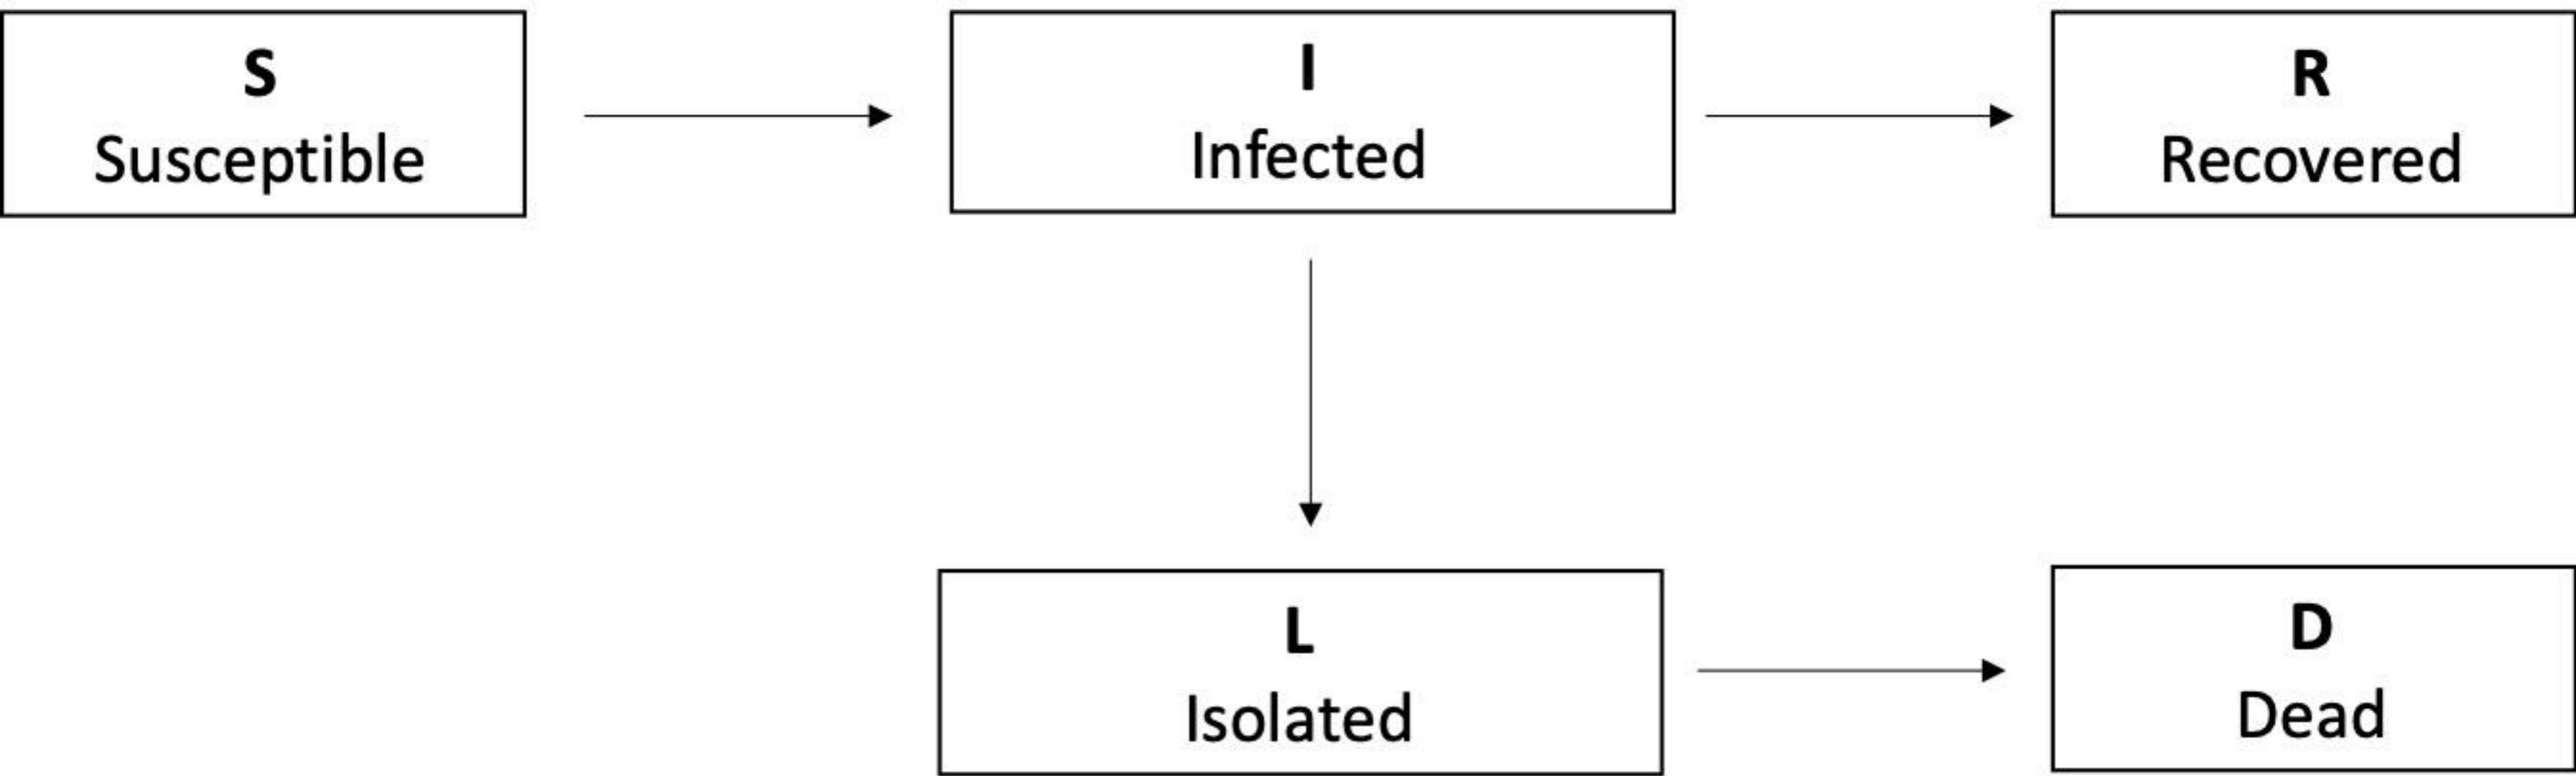 S
Susceptible
I
Infected
R
Recovered
L
Isolated
D
Dead